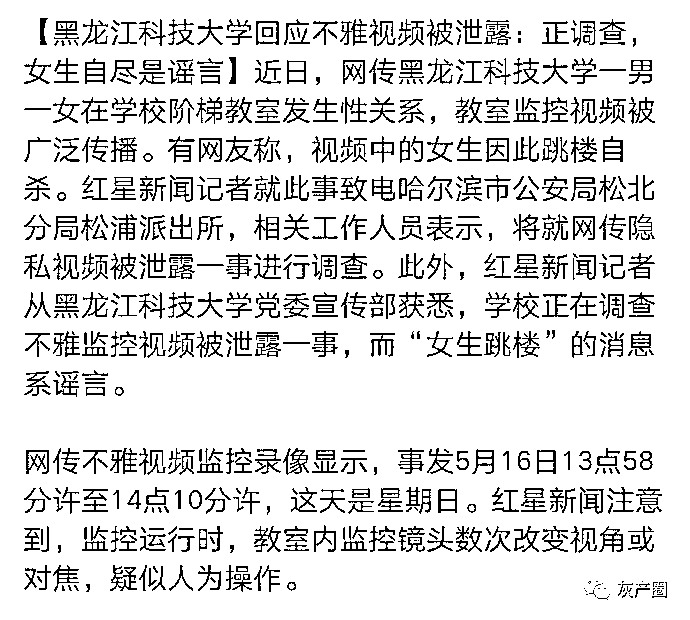 【黑龙江科技大学回应不雅视频被泄露：正调查，
女生自尽是谣言】近日，网传黑龙江科技大学一男
一女在学校阶梯教室发生性关系，教室监控视频被
广泛传播。有网友称，视频中的女生因此跳楼自
杀。红星新闻记者就此事致电哈尔滨市公安局松北
分局松浦派出所，相关工作人员表示，将就网传隐
私视频被泄露一事进行调查。此外，红星新闻记者
从黑龙江科技大学党委宣传部获悉，学校正在调查
不雅监控视频被泄露一事，而“女生跳楼”的消息
系谣言。
网传不雅视频监控录像显示，事发5月16日13点58
分许至14点10分许，这天是星期日。红星新闻注意
到，监控运行时，教室内监控镜头数次改变视角或
对焦，疑似人为操作。
灰产圈